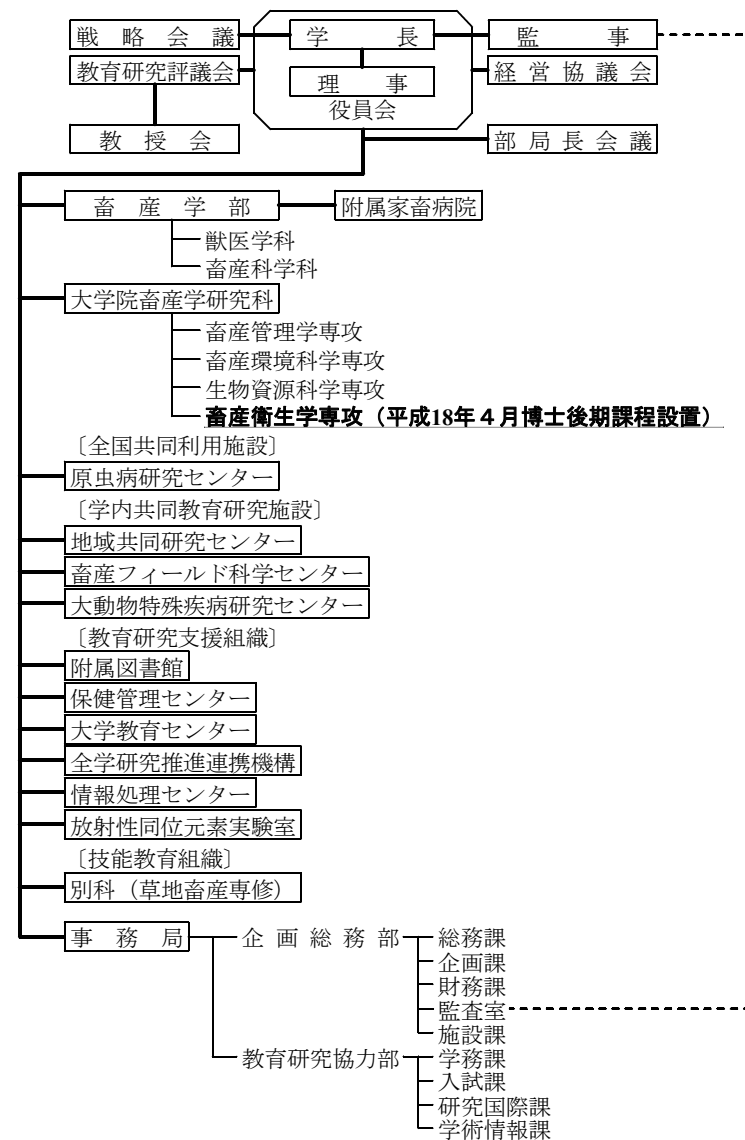 戦略会議 学長 監事
教育研究評議会 理事 経営協議会
役員会
教授会 部局長会議
畜産学部 附属家畜病院
獣医学科
畜産科学科
大学院畜産学研究科
畜産管理学専攻
畜産環境科学専攻
生物資源科学専攻
畜産衛生学専攻（平成18年４月博士後期課程設置）
〔全国共同利用施設〕
原虫病研究センター
〔学内共同教育研究施設〕
地域共同研究センター
畜産フィールド科学センター
大動物特殊疾病研究センター
〔教育研究支援組織〕
附属図書館
保健管理センター
大学教育センター
全学研究推進連携機構
情報処理センター
放射性同位元素実験室
〔技能教育組織〕
別科（草地畜産専修）
事務局 企画総務部 総務課
企画課
財務課
監査室
施設課
教育研究協力部 学務課
入試課
研究国際課
学術情報課